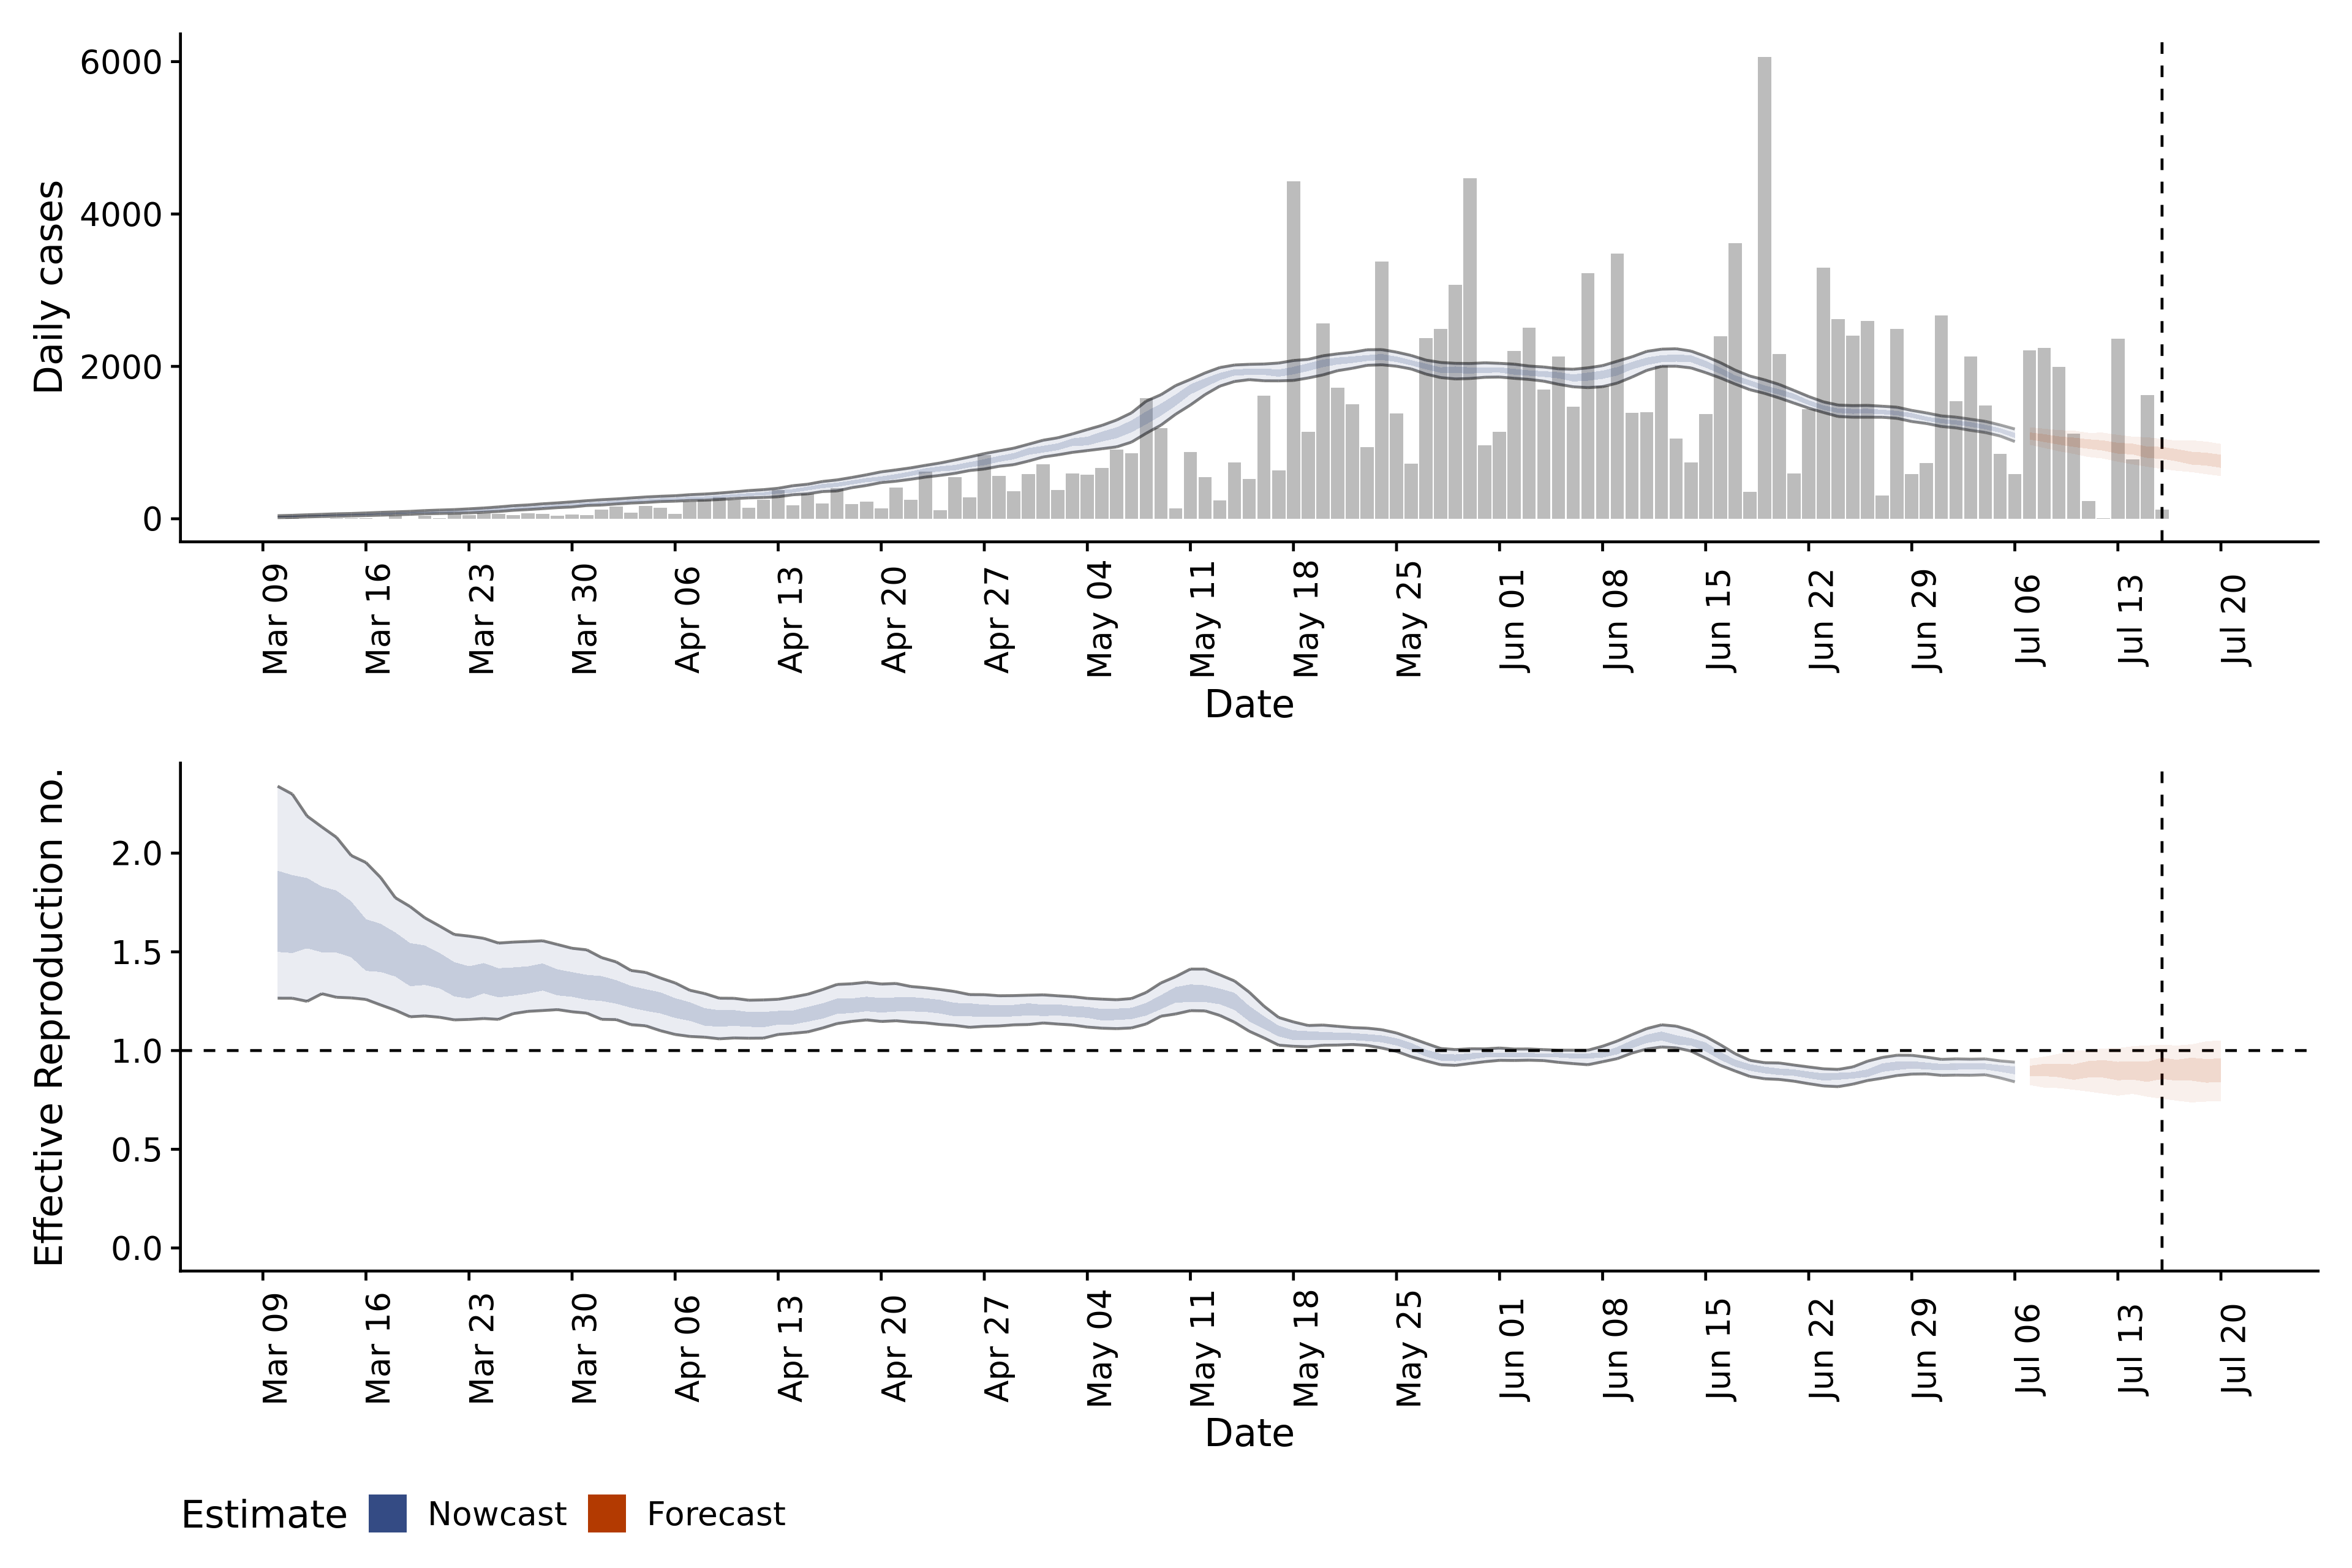 Daily cases
6000
4000
2000
0
Mar 09
Mar 16
Mar 23
Mar 30
Apr 06
Apr 13
Apr 20
Apr 27
May 04
May 11
May 18
May 25
Jun 01
Jun 08
Jun 15
Jun 22
Jun 29
Jul 06
Jul 13
Jul 20
Date
Effective Reproduction no.
2.0
1.5
1.0
0.5
0.0
Mar 09
Mar 16
Mar 23
Mar 30
Apr 06
Apr 13
Apr 20
Apr 27
May 04
May 11
May 18
May 25
Jun 01
Jun 08
Jun 15
Jun 22
Jun 29
Jul 06
Jul 13
Jul 20
Date
Estimate Nowcast Forecast